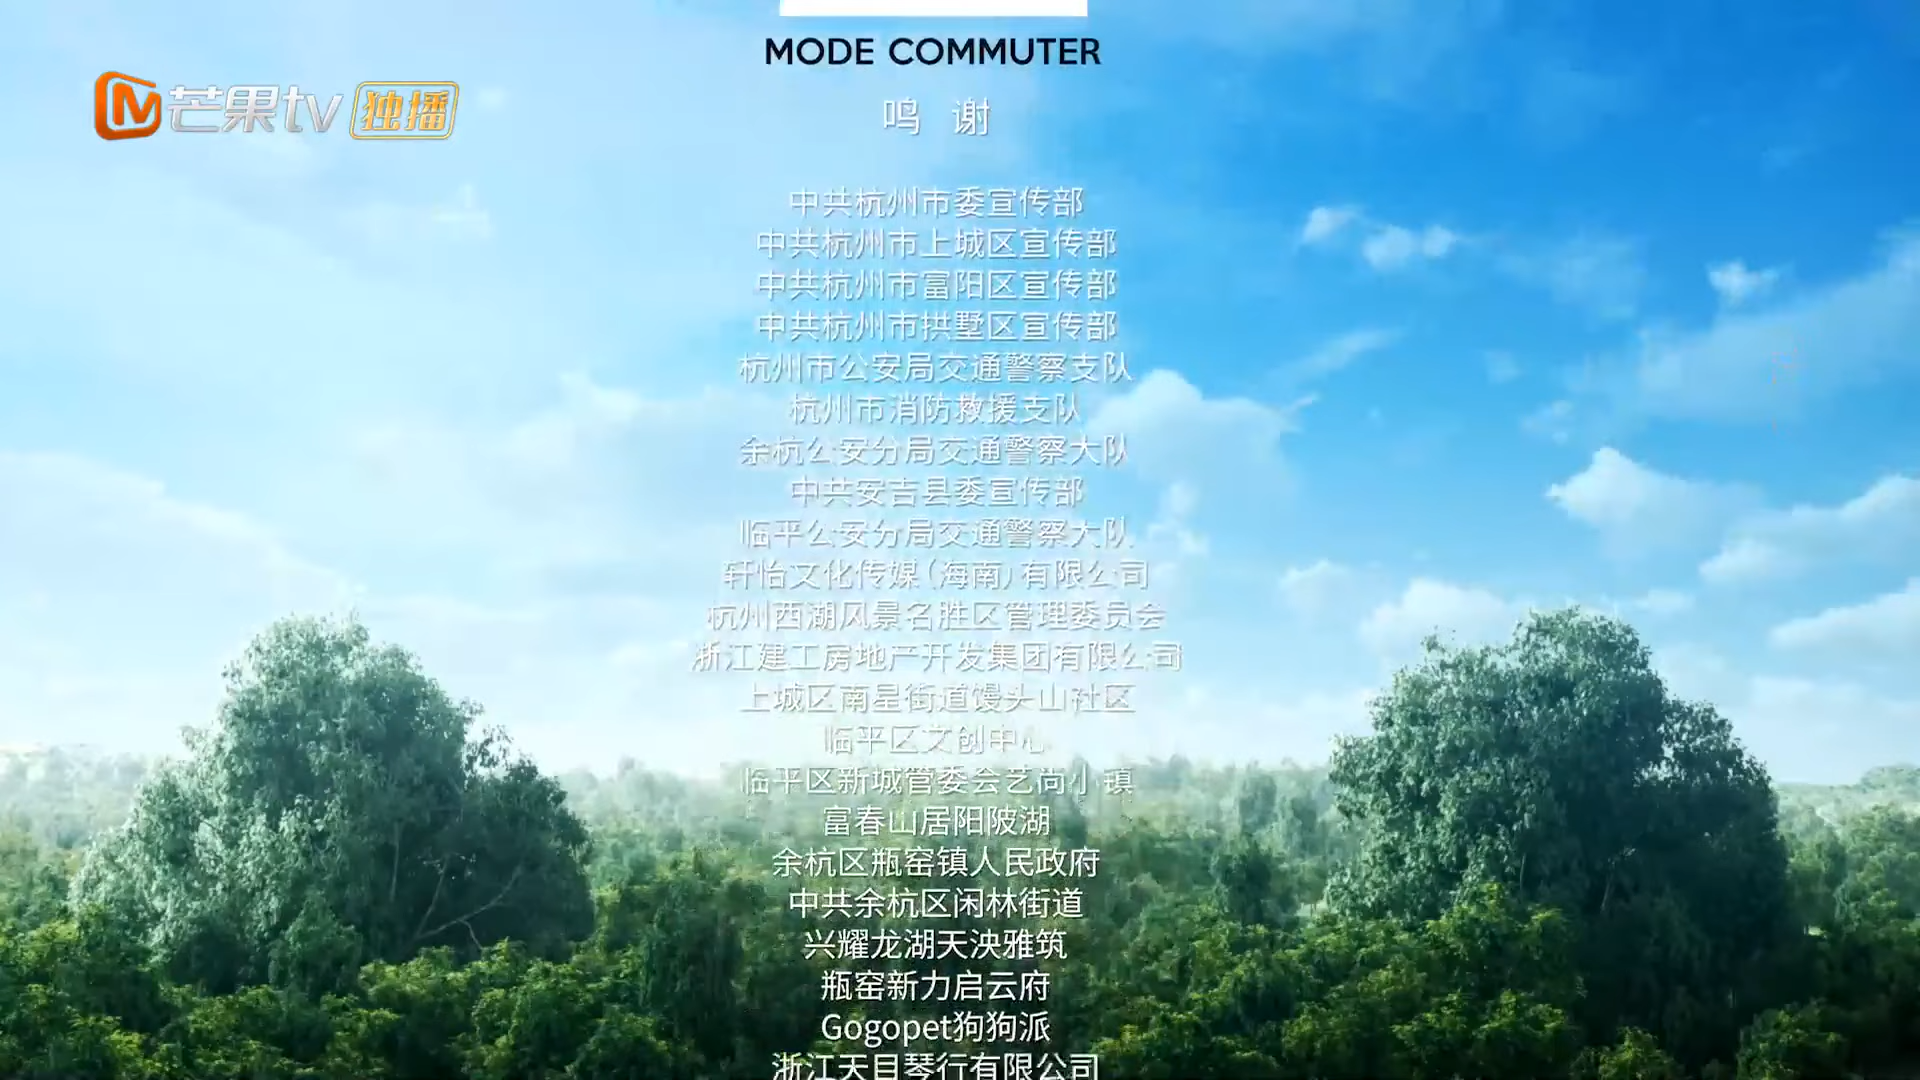 MODE COMMUTER
芒果tv 独播
鸣 谢
中共杭州市委宣传部
中共杭州市上城区宣传部
中共杭州市富阳区宣传部
中共杭州市拱墅区宣传部
杭州市公安局交通警察支队
杭州市消防救援支队
余杭公安分局交通警察大队
中共安吉县委宣传部
临平公安分局交通警察大队
轩怡文化传媒(海南)有限公司
杭州西湖风景名胜区管理委员会
浙江建工房地产开发集团有限公司
上城区南星街道馒头山社区
临平区文创中心
临平区新城管委会艺尚小镇
富春山居阳陂湖
余杭区瓶窑镇人民政府
中共余杭区闲林街道
兴耀龙湖天泱雅筑
瓶窑新力启云府
Gogopet狗狗派
浙江天目琴行有限公司